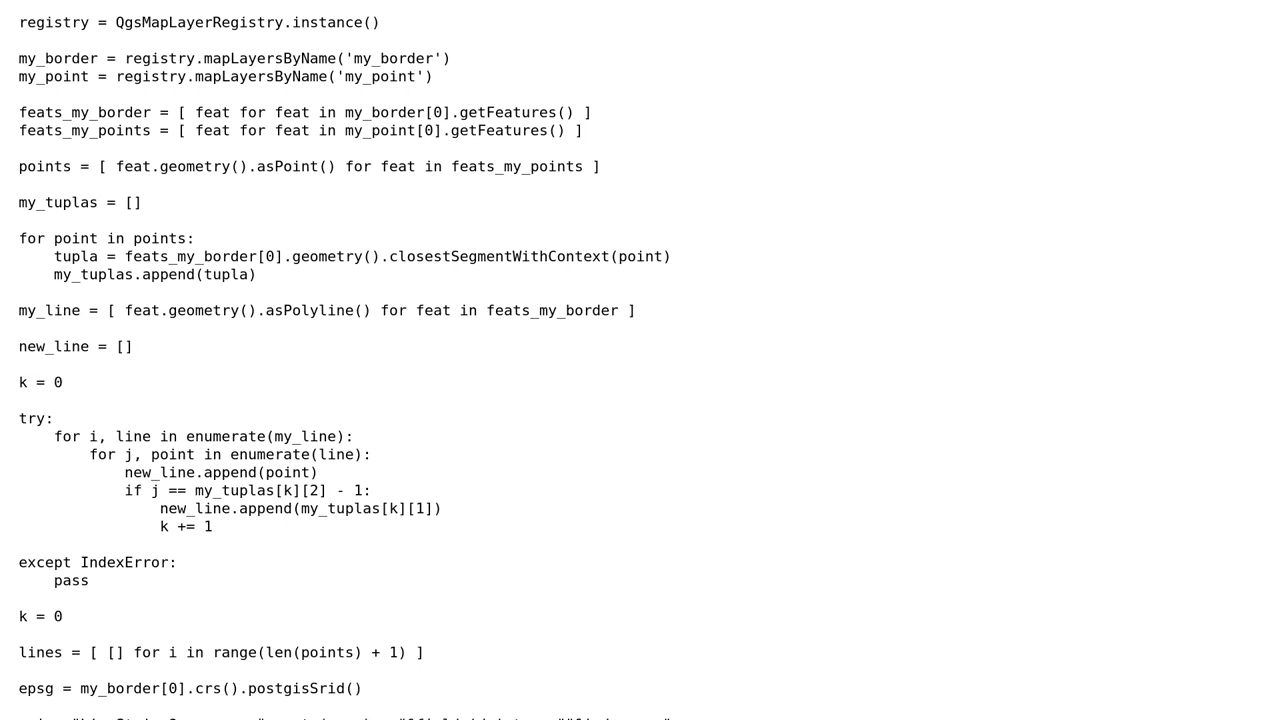 registry = QgsMapLayerRegistry.instance()
my_border = registry.mapLayersByName('my_border')
my_point = registry.mapLayersByName('my_point')
feats_my_border = [ feat for feat in my_border[0].getFeatures() ]
feats_my_points = [ feat for feat in my_point[0].getFeatures() ]
points = [ feat.geometry().asPoint() for feat in feats_my_points ]
my_tuplas = []
for point in points:
    tupla = feats_my_border[0].geometry().closestSegmentWithContext(point)
    my_tuplas.append(tupla)
my_line = [ feat.geometry().asPolyline() for feat in feats_my_border ]
new_line = []
k = 0
try:
    for i, line in enumerate(my_line):
        for j, point in enumerate(line):
            new_line.append(point)
            if j == my_tuplas[k][2] - 1:
                new_line.append(my_tuplas[k][1])
                k += 1
except IndexError:
    pass
k = 0
lines = [ [] for i in range(len(points) + 1) ]
epsg = my_border[0].crs().postgisSrid()